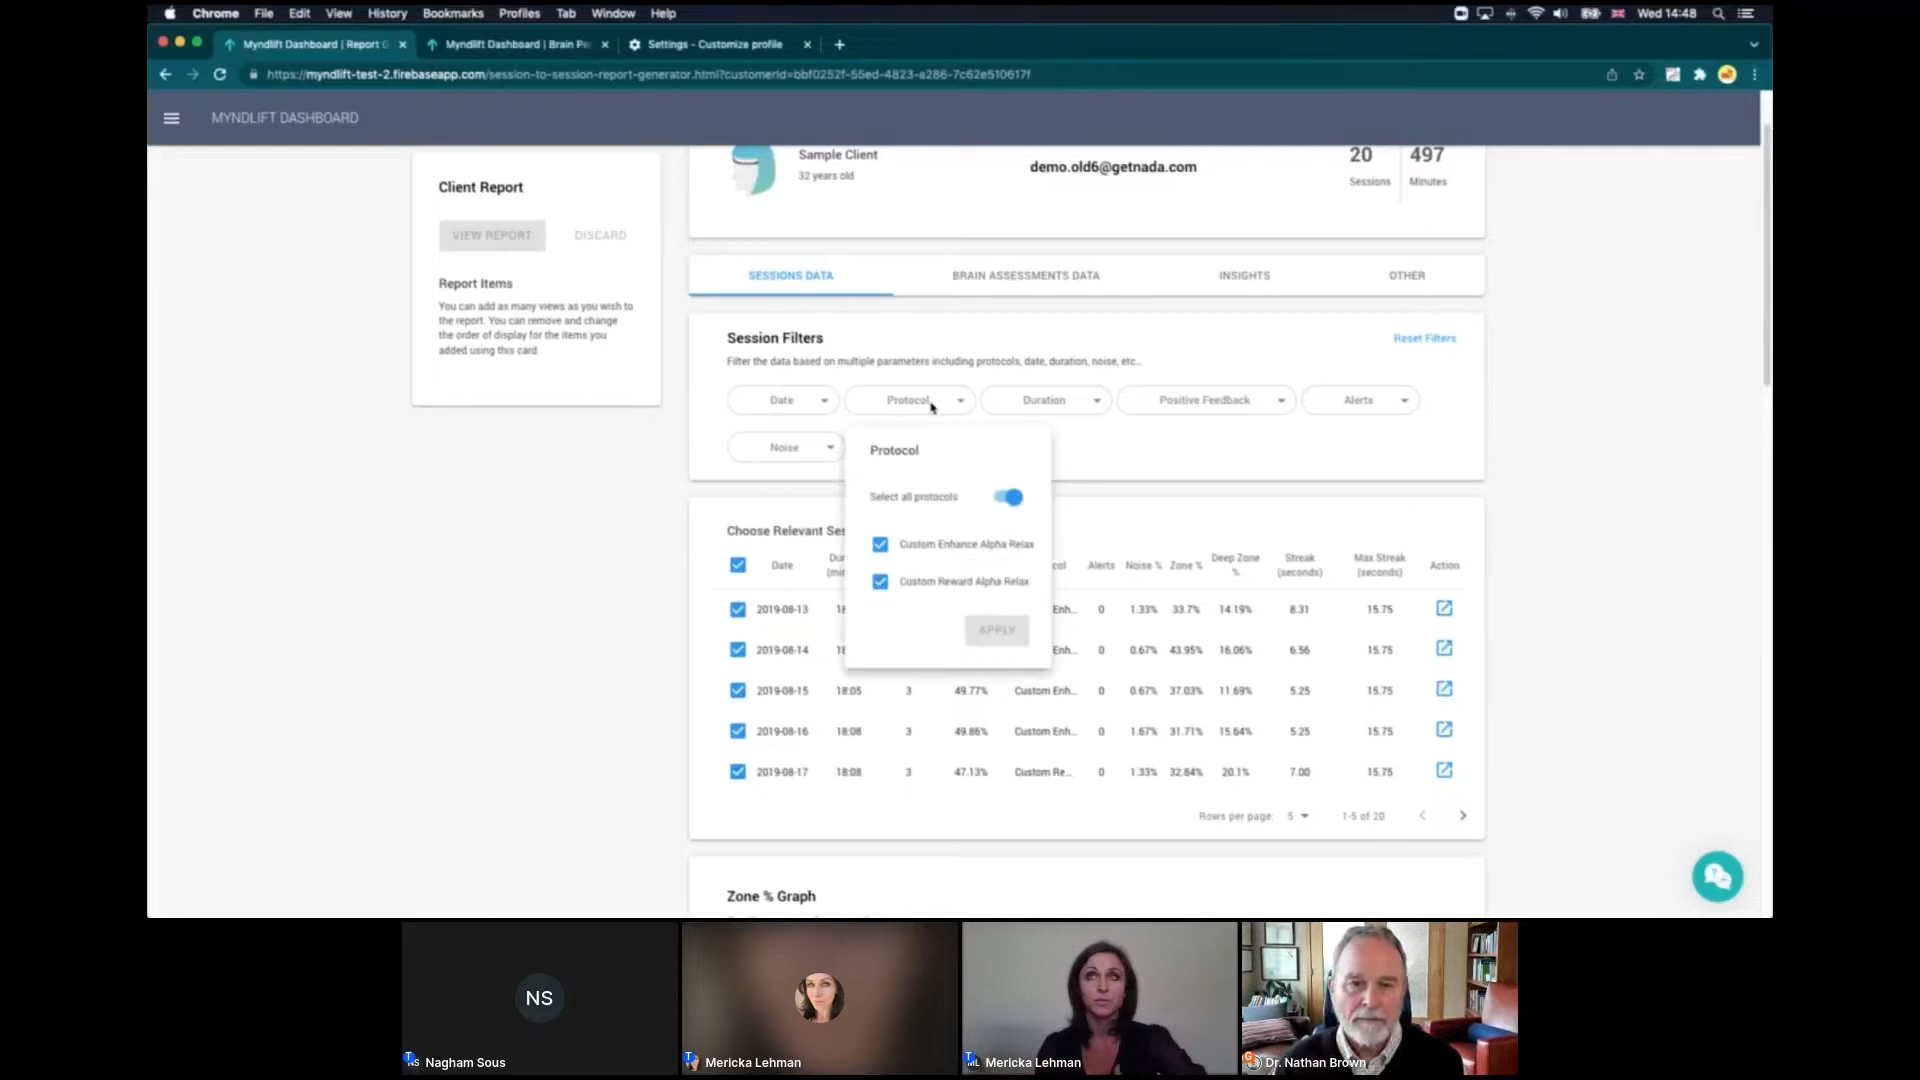 Chrome File Edit View History Bookmarks Profiles Tab Window Help Wed 14:48
Myndlift Dashboard | Report G Myndlift Dashboard | Brain Pe Settings - Customize profile
https://myndlift-test-2.firebaseapp.com/session-to-session-report-generator.html?customerId=bbf0252f-55ed-4823-a286-7c62e510617f
MYNDLIFT DASHBOARD
Client Report
VIEW REPORT DISCARD
Report Items
You can add as many views as you wish to
the report. You can remove and change
the order of display for the items you
added using this card.
Sample Client
32 years old
demo.old6@getnada.com
20 497
Sessions Minutes
SESSIONS DATA BRAIN ASSESSMENTS DATA INSIGHTS OTHER
Session Filters Reset Filters
Filter the data based on multiple parameters including protocols, date, duration, noise, etc...
Date Protocol Duration Positive Feedback Alerts
Noise
Protocol
Select all protocols
Custom Enhance Alpha Relax
Custom Reward Alpha Relax
APPLY
Choose Relevant Ses
Date Dur (min col Alerts Noise % Zone % Deep Zone % Streak (seconds) Max Streak (seconds) Action
2019-08-13 18 Enh... 0 1.33% 33.7% 14.19% 8.31 15.75
2019-08-14 18 Enh... 0 0.67% 43.95% 16.06% 6.56 15.75
2019-08-15 18:05 3 49.77% Custom Enh... 0 0.67% 37.03% 11.69% 5.25 15.75
2019-08-16 18:08 3 49.86% Custom Enh... 0 1.67% 31.71% 15.64% 5.25 15.75
2019-08-17 18:08 3 47.13% Custom Re... 0 1.33% 32.84% 20.1% 7.00 15.75
Rows per page: 5 1-5 of 20
Zone % Graph
NS
Nagham Sous
Mericka Lehman
Mericka Lehman
Dr. Nathan Brown